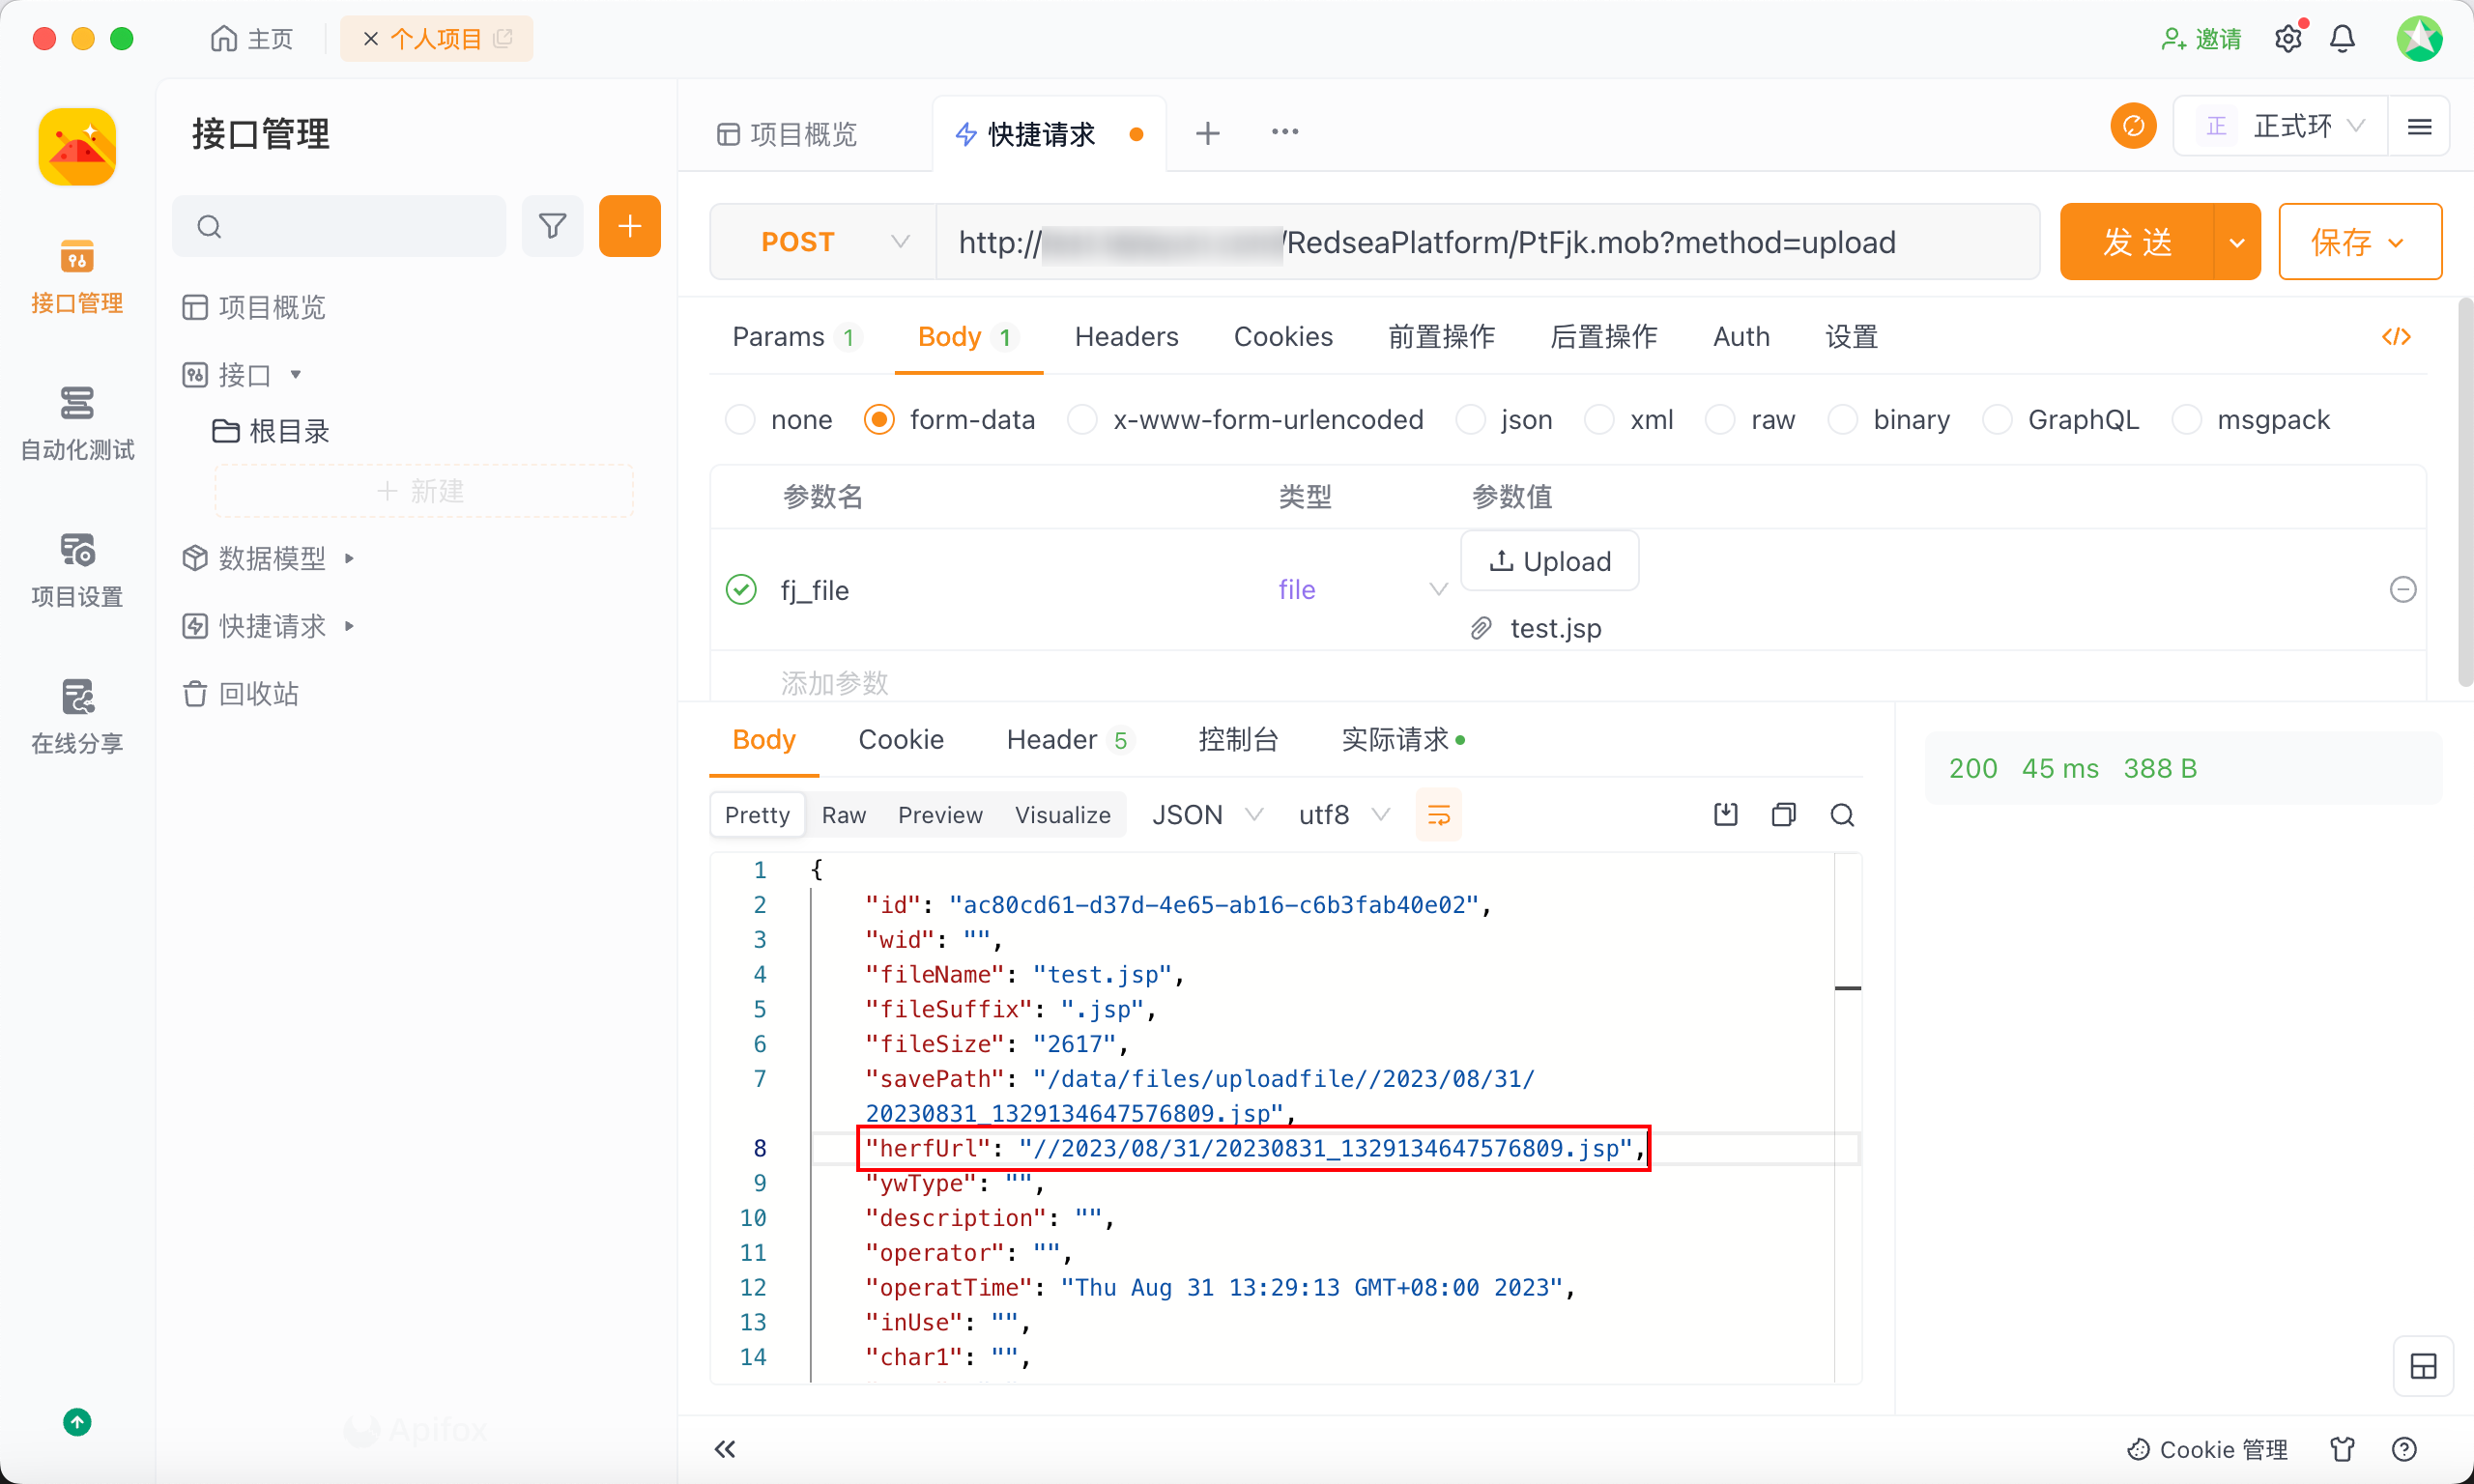 主页
个人项目
邀请
接口管理
自动化测试
项目设置
在线分享
接口管理
项目概览
接口
根目录
新建
数据模型
快捷请求
回收站
Apifox
项目概览
快捷请求
正 正式环
POST
http:// /RedseaPlatform/PtFjk.mob?method=upload
发 送
保存
Params 1 Body 1 Headers Cookies 前置操作 后置操作 Auth 设置
none form-data x-www-form-urlencoded json xml raw binary GraphQL msgpack
参数名 类型 参数值
fj_file file Upload
test.jsp
添加参数
Body Cookie Header 5 控制台 实际请求
200 45 ms 388 B
Pretty Raw Preview Visualize JSON utf8
1 {
2 "id": "ac80cd61-d37d-4e65-ab16-c6b3fab40e02",
3 "wid": "",
4 "fileName": "test.jsp",
5 "fileSuffix": ".jsp",
6 "fileSize": "2617",
7 "savePath": "/data/files/uploadfile//2023/08/31/
20230831_1329134647576809.jsp",
8 "herfUrl": "//2023/08/31/20230831_1329134647576809.jsp",
9 "ywType": "",
10 "description": "",
11 "operator": "",
12 "operatTime": "Thu Aug 31 13:29:13 GMT+08:00 2023",
13 "inUse": "",
14 "char1": "",
Cookie 管理